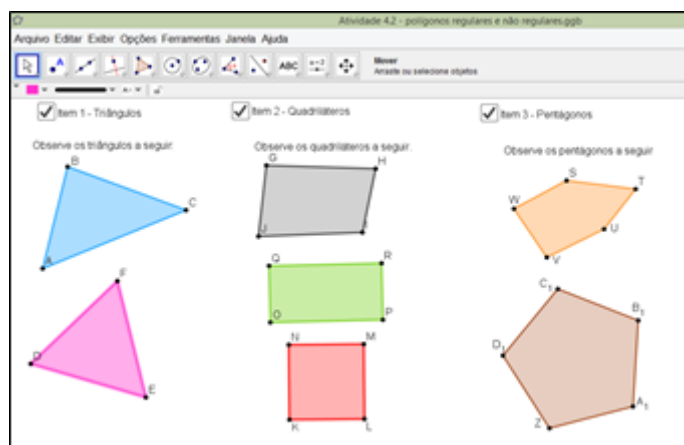 Atividade 4.2 - polígonos regulares e não regulares.ggb
Arquivo Editar Exibir Opções Ferramentas Janela Ajuda
A
ABC
a=2
Mover
Arraste ou selecione objetos
Item 1 - Triângulos
Item 2 - Quadriláteros
Item 3 - Pentágonos
Observe os triângulos a seguir.
Observe os quadriláteros a seguir.
Observe os pentágonos a seguir
B
C
A
F
D
E
G
H
J
I
Q
R
O
P
N
M
K
L
S
T
W
U
V
C₁
B₁
D₁
A₁
Z